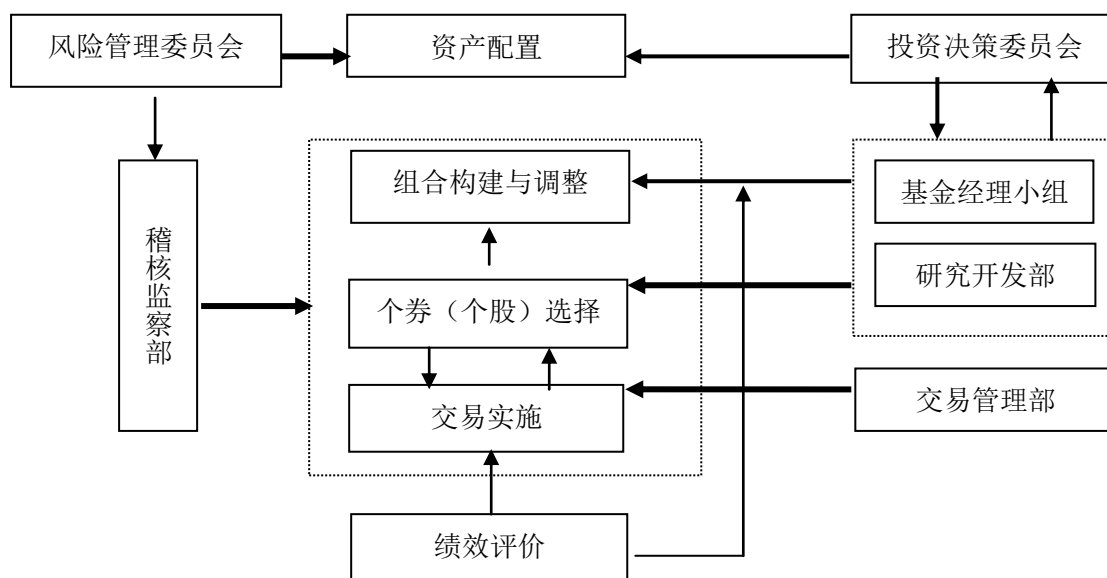 风险管理委员会
资产配置
投资决策委员会
组合构建与调整
基金经理小组
稽核监察部
研究开发部
个券（个股）选择
交易实施
交易管理部
绩效评价